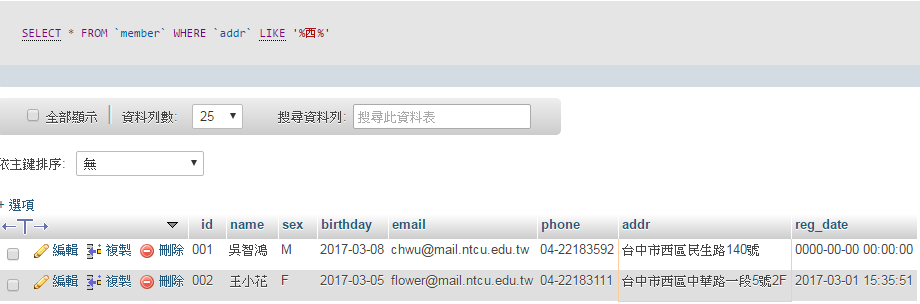 SELECT * FROM `member` WHERE `addr` LIKE '%西%'
全部顯示 資料列數: 25 搜尋資料列: 搜尋此資料表
依主鍵排序: 無
+ 選項
←T→ id name sex birthday email phone addr reg_date
編輯 複製 刪除 001 吳智鴻 M 2017-03-08 chwu@mail.ntcu.edu.tw 04-22183592 台中市西區民生路140號 0000-00-00 00:00:00
編輯 複製 刪除 002 王小花 F 2017-03-05 flower@mail.ntcu.edu.tw 04-22183111 台中市西區中華路一段5號2F 2017-03-01 15:35:51